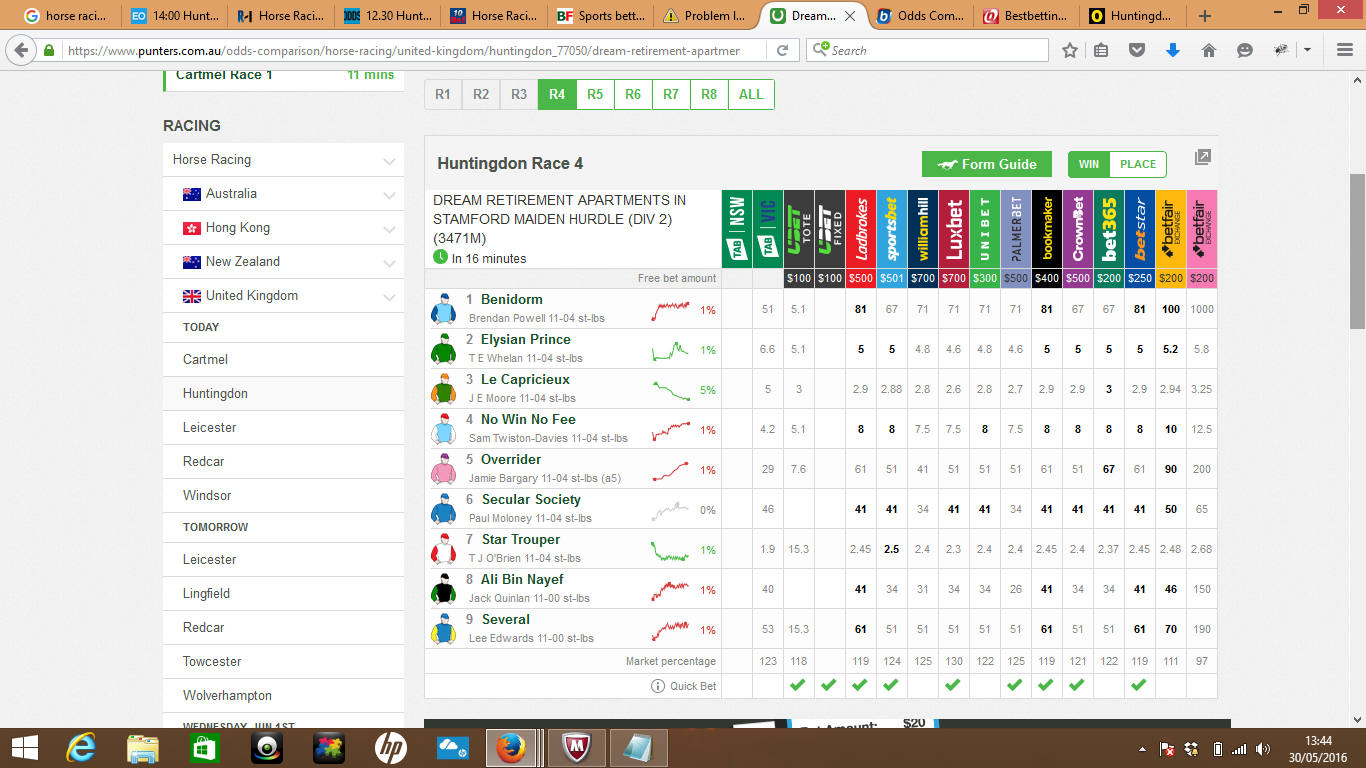 horse raci...
14:00 Hunt...
Horse Rac...
12.30 Hunt...
Horse Raci...
Sports bett...
Problem l...
Dream...
Odds Com...
Bestbettin...
Huntingd...
https://www.punters.com.au/odds-comparison/horse-racing/united-kingdom/huntingdon_77050/dream-retirement-apartmen
Search
Cartmel Race 1 11 mins
R1 R2 R3 R4 R5 R6 R7 R8 ALL
RACING
Horse Racing
Australia
Hong Kong
New Zealand
United Kingdom
TODAY
Cartmel
Huntingdon
Leicester
Redcar
Windsor
TOMORROW
Leicester
Lingfield
Redcar
Towcester
Wolverhampton
WEDNESDAY, JUN 1ST
Huntingdon Race 4
Form Guide
WIN PLACE
DREAM RETIREMENT APARTMENTS IN
STAMFORD MAIDEN HURDLE (DIV 2)
(3471M)
In 16 minutes
TAB NSW
TAB VIC
UBET TOTE
UBET FIXED
Ladbrokes
sportsbet
williamhill
Luxbet
UNIBET
PALMERBET
bookmaker
CrownBet
bet365
betstar
betfair EXCHANGE
betfair EXCHANGE
Free bet amount $100 $100 $500 $501 $700 $700 $300 $500 $400 $500 $200 $250 $200 $200
1 Benidorm 1% 51 5.1 81 67 71 71 71 71 81 67 67 81 100 1000
Brendan Powell 11-04 st-lbs
2 Elysian Prince 1% 6.6 5.1 5 5 4.8 4.6 4.8 4.6 5 5 5 5 5.2 5.8
T E Whelan 11-04 st-lbs
3 Le Capricieux 5% 5 3 2.9 2.88 2.8 2.6 2.8 2.7 2.9 2.9 3 2.9 2.94 3.25
J E Moore 11-04 st-lbs
4 No Win No Fee 1% 4.2 5.1 8 8 7.5 7.5 8 7.5 8 8 8 8 10 12.5
Sam Twiston-Davies 11-04 st-lbs
5 Overrider 1% 29 7.6 61 51 41 51 51 51 61 51 67 61 90 200
Jamie Bargary 11-04 st-lbs (a5)
6 Secular Society 0% 46 41 41 34 41 41 34 41 41 41 41 50 65
Paul Moloney 11-04 st-lbs
7 Star Trouper 1% 1.9 15.3 2.45 2.5 2.4 2.3 2.4 2.4 2.45 2.4 2.37 2.45 2.48 2.68
T J O'Brien 11-04 st-lbs
8 Ali Bin Nayef 1% 40 41 34 31 34 34 26 41 34 34 41 46 150
Jack Quinlan 11-00 st-lbs
9 Several 1% 53 15.3 61 51 51 51 51 51 61 51 51 61 70 190
Lee Edwards 11-00 st-lbs
Market percentage 123 118 119 124 125 130 122 125 119 121 122 119 111 97
Quick Bet
Bet Amount: $20
13:44
30/05/2016